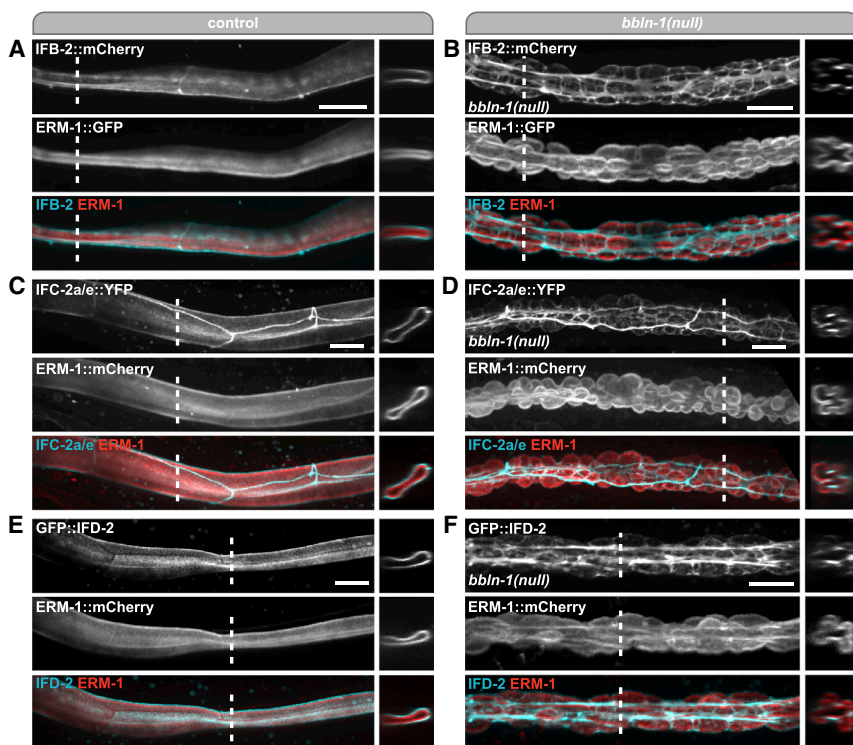 control
bbln-1(null)
A
IFB-2::mCherry
ERM-1::GFP
IFB-2 ERM-1
B
IFB-2::mCherry
bbln-1(null)
ERM-1::GFP
IFB-2 ERM-1
C
IFC-2a/e::YFP
ERM-1::mCherry
IFC-2a/e ERM-1
D
IFC-2a/e::YFP
bbln-1(null)
ERM-1::mCherry
IFC-2a/e ERM-1
E
GFP::IFD-2
ERM-1::mCherry
IFD-2 ERM-1
F
GFP::IFD-2
bbln-1(null)
ERM-1::mCherry
IFD-2 ERM-1